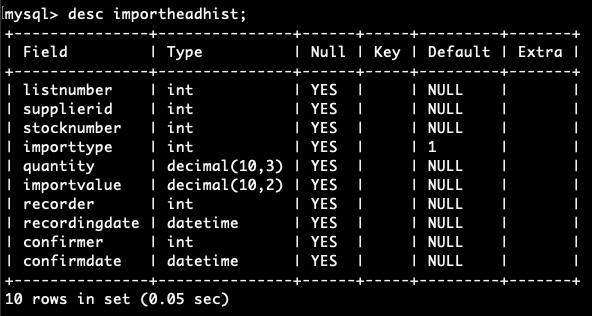 mysql> desc importheadhist;
+---------------+---------------+------+-----+---------+-------+
| Field | Type | Null | Key | Default | Extra |
+---------------+---------------+------+-----+---------+-------+
| listnumber | int | YES | | NULL | |
| supplierid | int | YES | | NULL | |
| stocknumber | int | YES | | NULL | |
| importtype | int | YES | | 1 | |
| quantity | decimal(10,3) | YES | | NULL | |
| importvalue | decimal(10,2) | YES | | NULL | |
| recorder | int | YES | | NULL | |
| recordingdate | datetime | YES | | NULL | |
| confirmer | int | YES | | NULL | |
| confirmdate | datetime | YES | | NULL | |
+---------------+---------------+------+-----+---------+-------+
10 rows in set (0.05 sec)